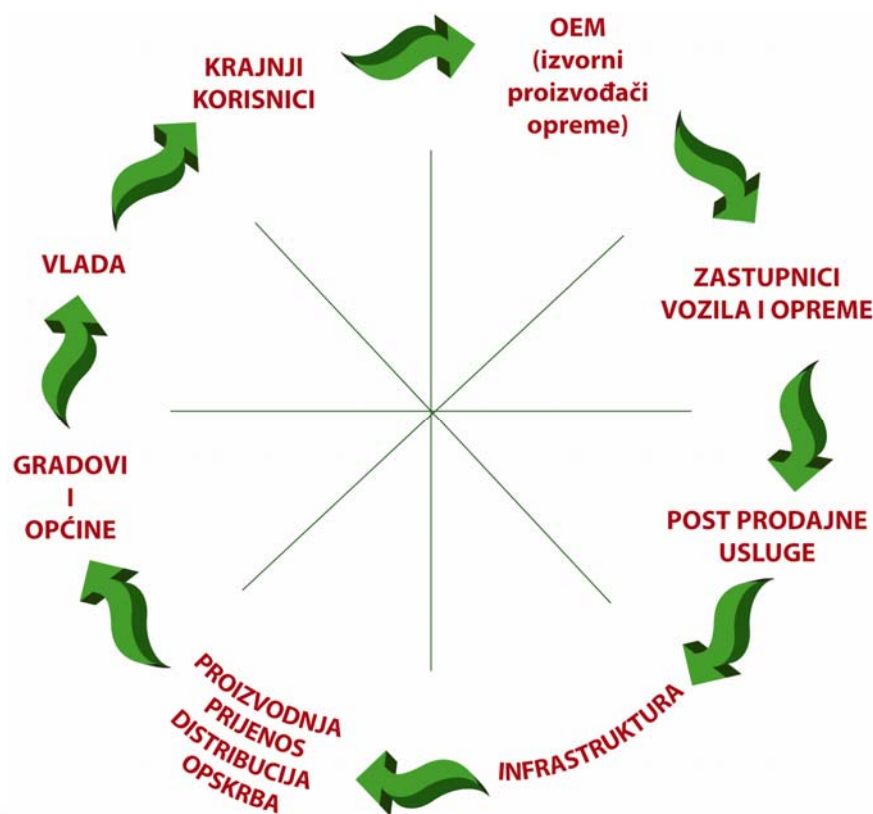 OEM
(izvorni
proizvođači
opreme)
ZASTUPNICI
VOZILA I OPREME
POST PRODAJNE
USLUGE
INFRASTRUKTURA
PROIZVODNJA
PRIJENOS
DISTRIBUCIJA
OPSKRBA
GRADOVI
I
OPĆINE
VLADA
KRAJNJI
KORISNICI